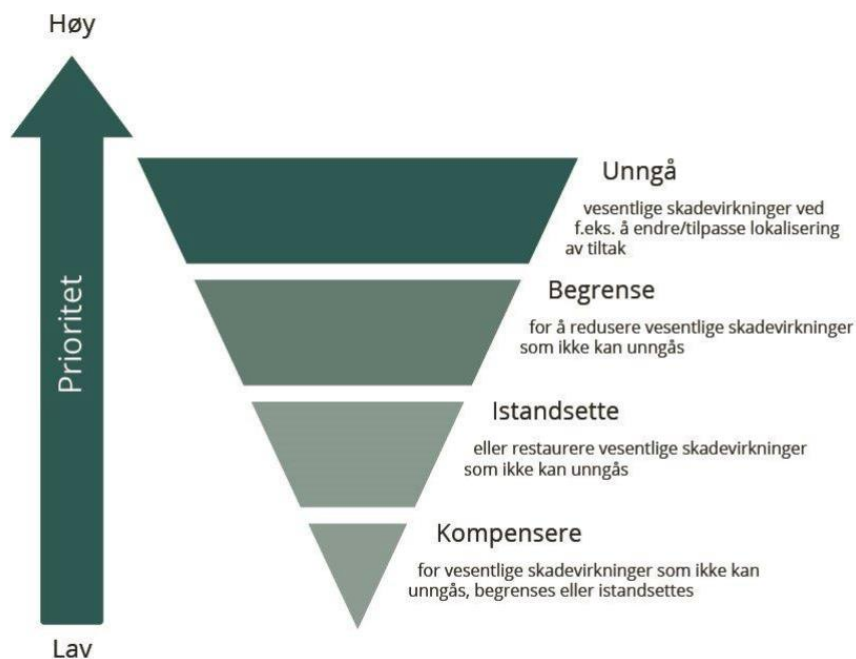 Høy
Prioritet
Unngå
vesentlige skadevirkninger ved
f.eks. å endre/tilpasse lokalisering
av tiltak
Begrense
for å redusere vesentlige skadevirkninger
som ikke kan unngås
Istandsette
eller restaurere vesentlige skadevirkninger
som ikke kan unngås
Kompensere
for vesentlige skadevirkninger som ikke kan
unngås, begrenses eller istandsettes
Lav